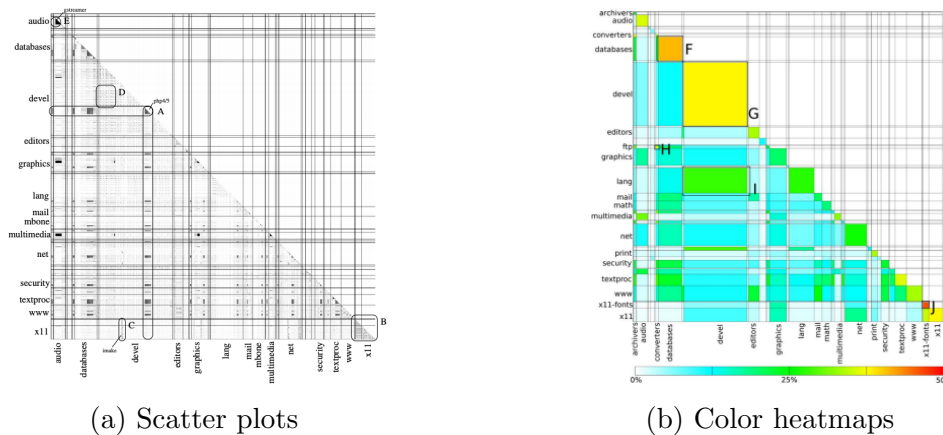 gstreamer
audio
E
databases
D
php4/5
devel
A
editors
graphics
lang
mail
mbone
multimedia
net
security
textproc
www
B
x11
C
imake
audio
databases
devel
editors
graphics
lang
mail
mbone
multimedia
net
security
textproc
www
x11
(a) Scatter plots
archivers
audio
converters
databases
F
devel
G
editors
ftp
H
graphics
lang
I
mail
math
multimedia
net
print
security
textproc
www
x11-fonts
J
x11
archivers
audio
converters
databases
devel
editors
graphics
lang
mail
math
multimedia
net
print
security
textproc
www
x11-fonts
x11
0%
25%
50
(b) Color heatmaps